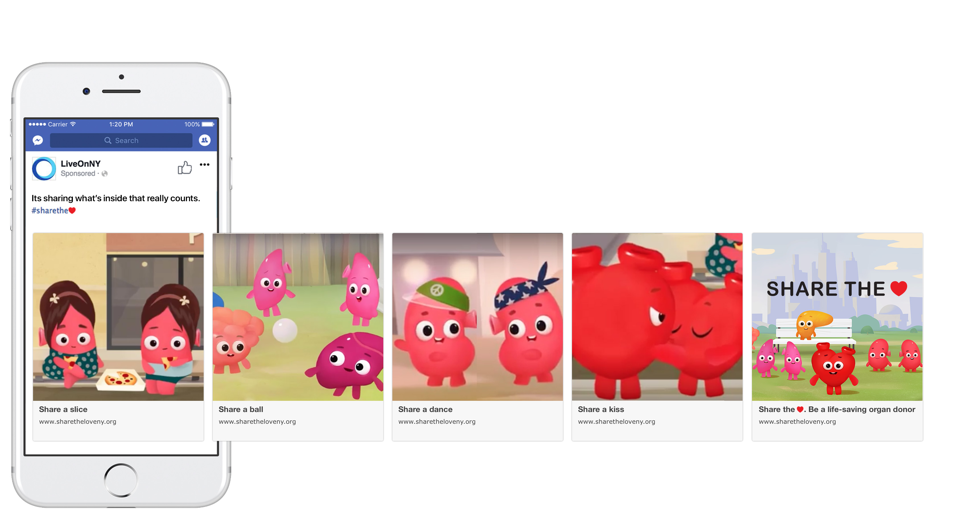 Carrier
1:20 PM
100%
Search
LiveOnNY
Sponsored ·
Its sharing what's inside that really counts.
#sharethe❤
SHARE THE ❤
Share a slice
www.sharetheloveny.org
Share a ball
www.sharetheloveny.org
Share a dance
www.sharetheloveny.org
Share a kiss
www.sharetheloveny.org
Share the ❤. Be a life-saving organ donor
www.sharetheloveny.org